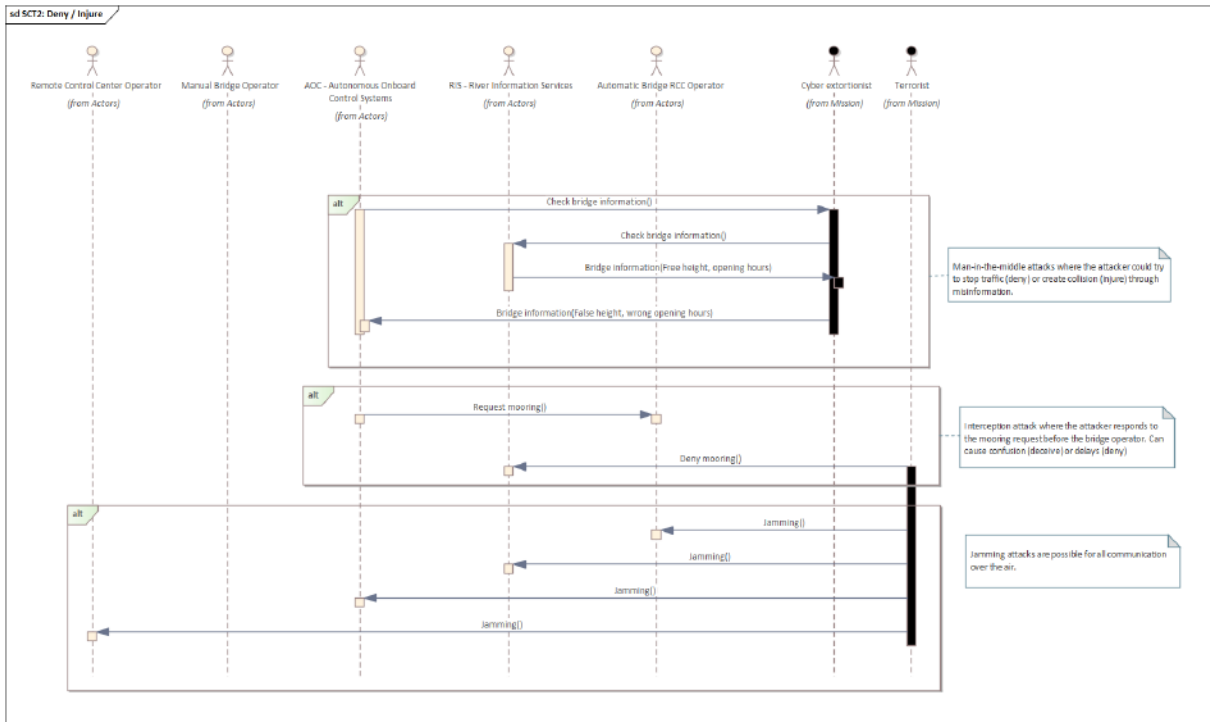 sd SCT2: Deny / Injure
Remote Control Center Operator
(from Actors)
Manual Bridge Operator
(from Actors)
AOC - Autonomous Onboard
Control Systems
(from Actors)
RIS - River Information Services
(from Actors)
Automatic Bridge RCC Operator
(from Actors)
Cyber extortionist
(from Mission)
Terrorist
(from Mission)
alt
Check bridge information()
Check bridge information()
Bridge information(Free height, opening hours)
Bridge information(False height, wrong opening hours)
Man-in-the-middle attacks where the attacker could try
to stop traffic (deny) or create collision (injure) through
misinformation.
alt
Request mooring()
Deny mooring()
Interception attack where the attacker responds to
the mooring request before the bridge operator. Can
cause confusion (deceive) or delays (deny)
alt
Jamming()
Jamming()
Jamming()
Jamming()
Jamming attacks are possible for all communication
over the air.